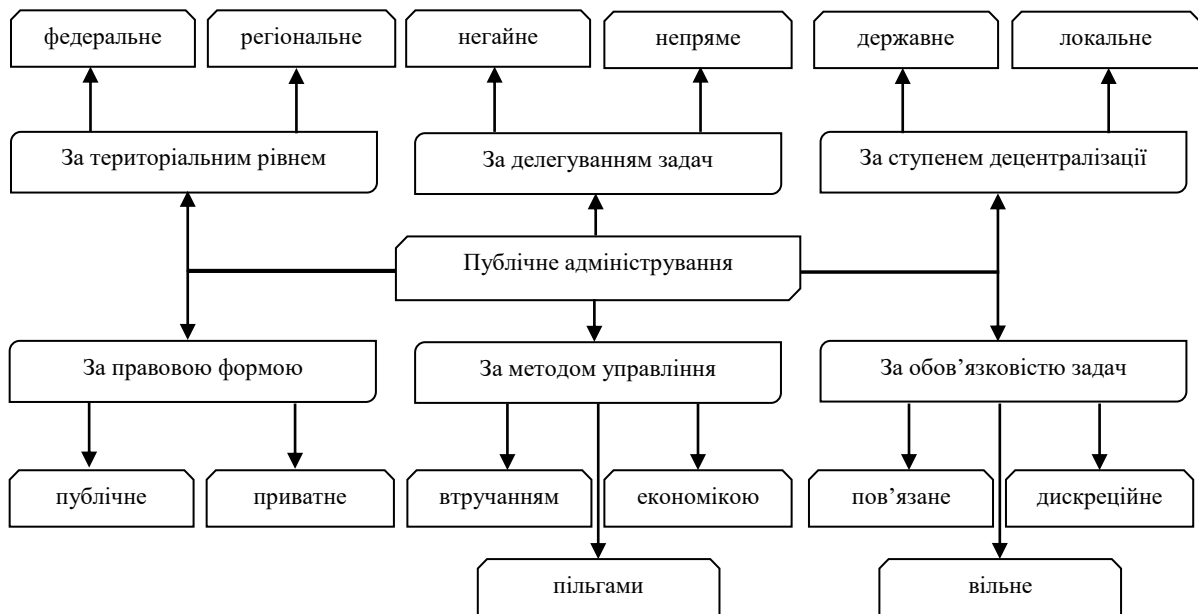 федеральне
регіональне
негайне
непряме
державне
локальне
За територіальним рівнем
За делегуванням задач
За ступенем децентралізації
Публічне адміністрування
За правовою формою
За методом управління
За обов’язковістю задач
публічне
приватне
втручанням
економікою
пов’язане
дискреційне
пільгами
вільне